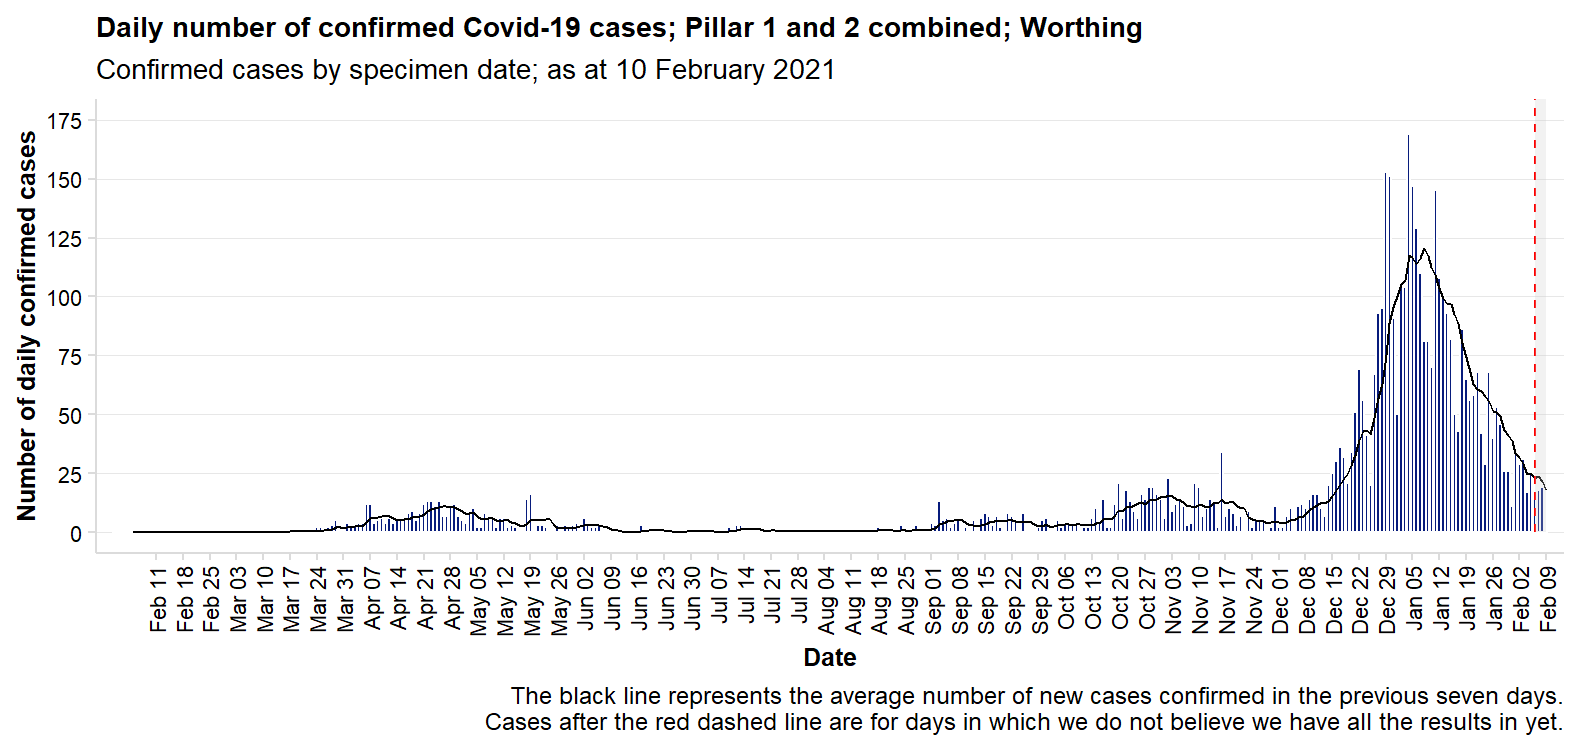 Daily number of confirmed Covid-19 cases; Pillar 1 and 2 combined; Worthing
Confirmed cases by specimen date; as at 10 February 2021
Number of daily confirmed cases
175
150
125
100
75
50
25
0
Feb 11
Feb 18
Feb 25
Mar 03
Mar 10
Mar 17
Mar 24
Mar 31
Apr 07
Apr 14
Apr 21
Apr 28
May 05
May 12
May 19
May 26
Jun 02
Jun 09
Jun 16
Jun 23
Jun 30
Jul 07
Jul 14
Jul 21
Jul 28
Aug 04
Aug 11
Aug 18
Aug 25
Sep 01
Sep 08
Sep 15
Sep 22
Sep 29
Oct 06
Oct 13
Oct 20
Oct 27
Nov 03
Nov 10
Nov 17
Nov 24
Dec 01
Dec 08
Dec 15
Dec 22
Dec 29
Jan 05
Jan 12
Jan 19
Jan 26
Feb 02
Feb 09
Date
The black line represents the average number of new cases confirmed in the previous seven days.
Cases after the red dashed line are for days in which we do not believe we have all the results in yet.